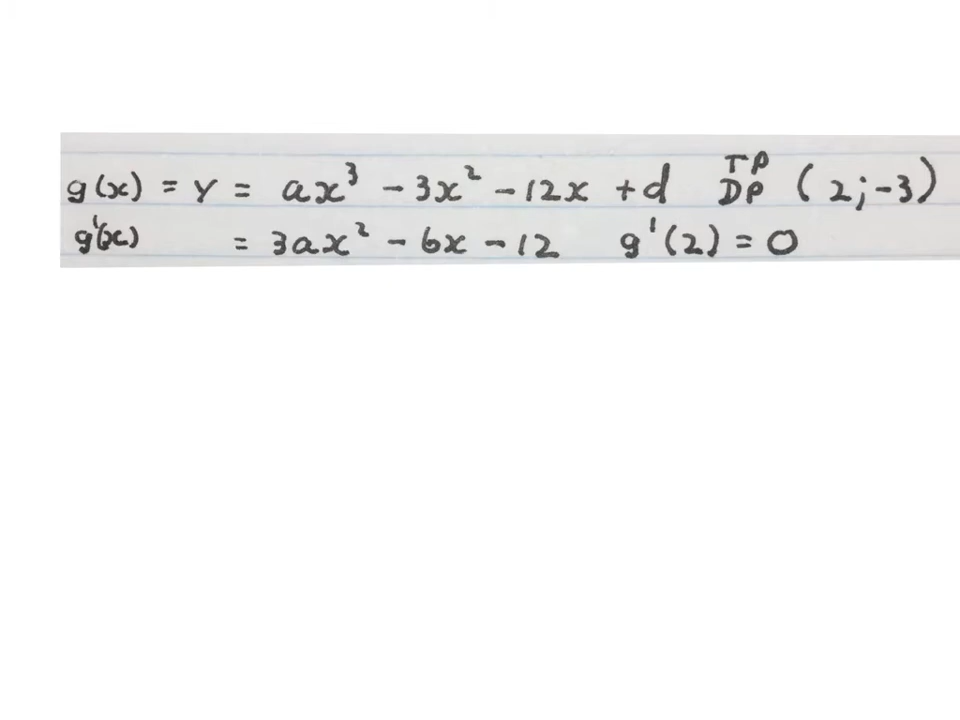 g(x) = y = ax³ - 3x² - 12x + d TP DP (2;-3)
g'(x) = 3ax² - 6x - 12 g'(2) = 0